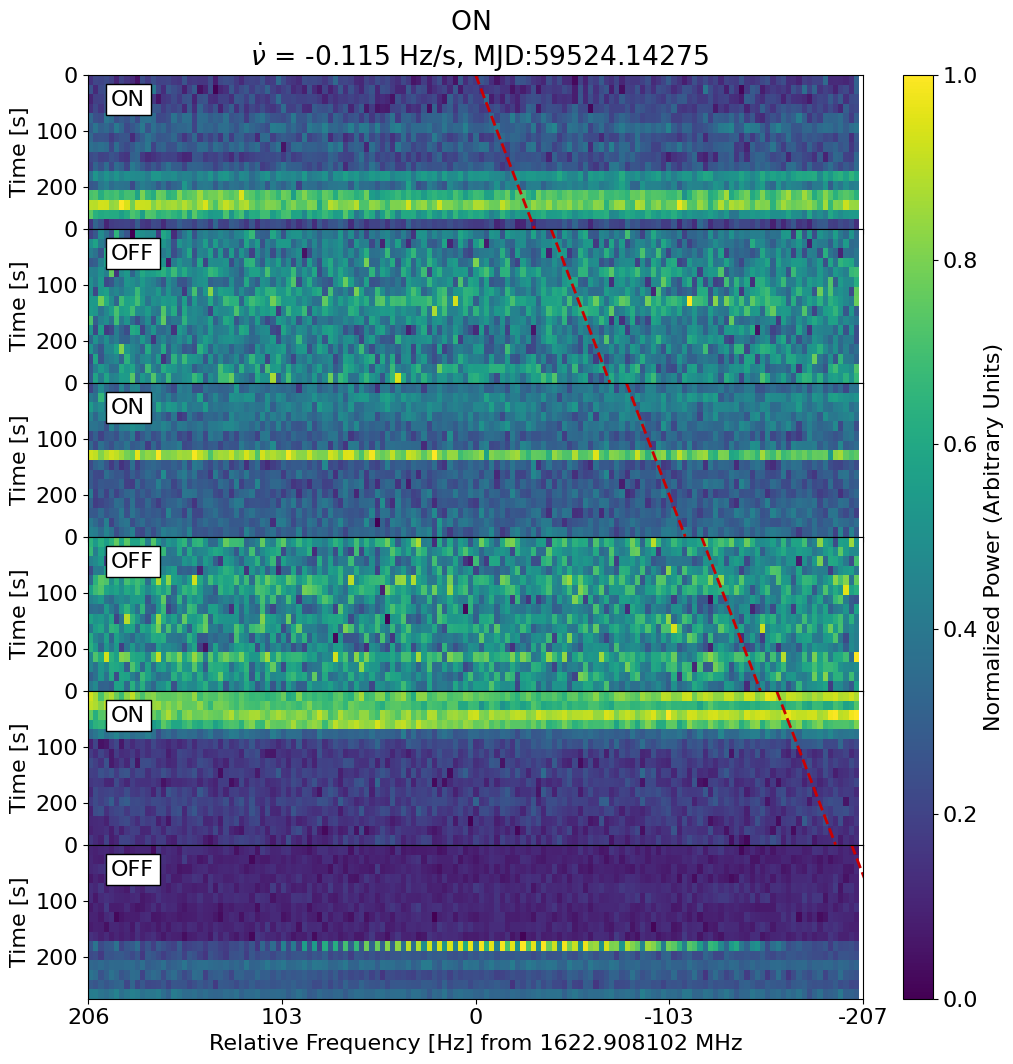 ON
ν̇ = -0.115 Hz/s, MJD:59524.14275
0
100
200
Time [s]
ON
0
100
200
Time [s]
OFF
0
100
200
Time [s]
ON
0
100
200
Time [s]
OFF
0
100
200
Time [s]
ON
0
100
200
Time [s]
OFF
206 103 0 -103 -207
Relative Frequency [Hz] from 1622.908102 MHz
1.0
0.8
0.6
0.4
0.2
0.0
Normalized Power (Arbitrary Units)